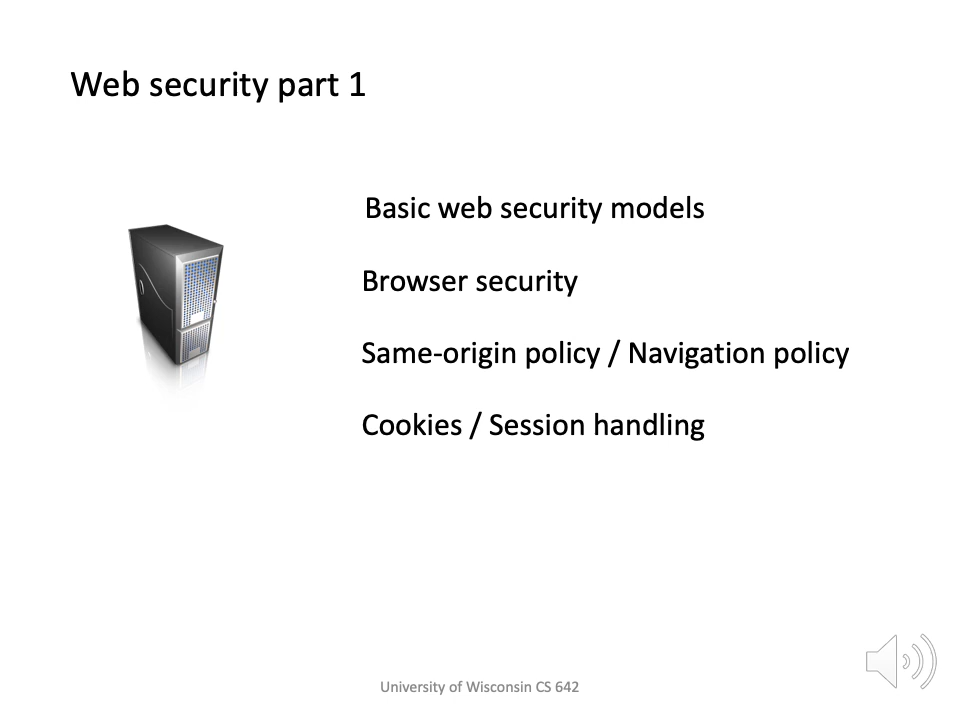 Web security part 1
Basic web security models
Browser security
Same-origin policy / Navigation policy
Cookies / Session handling
University of Wisconsin CS 642